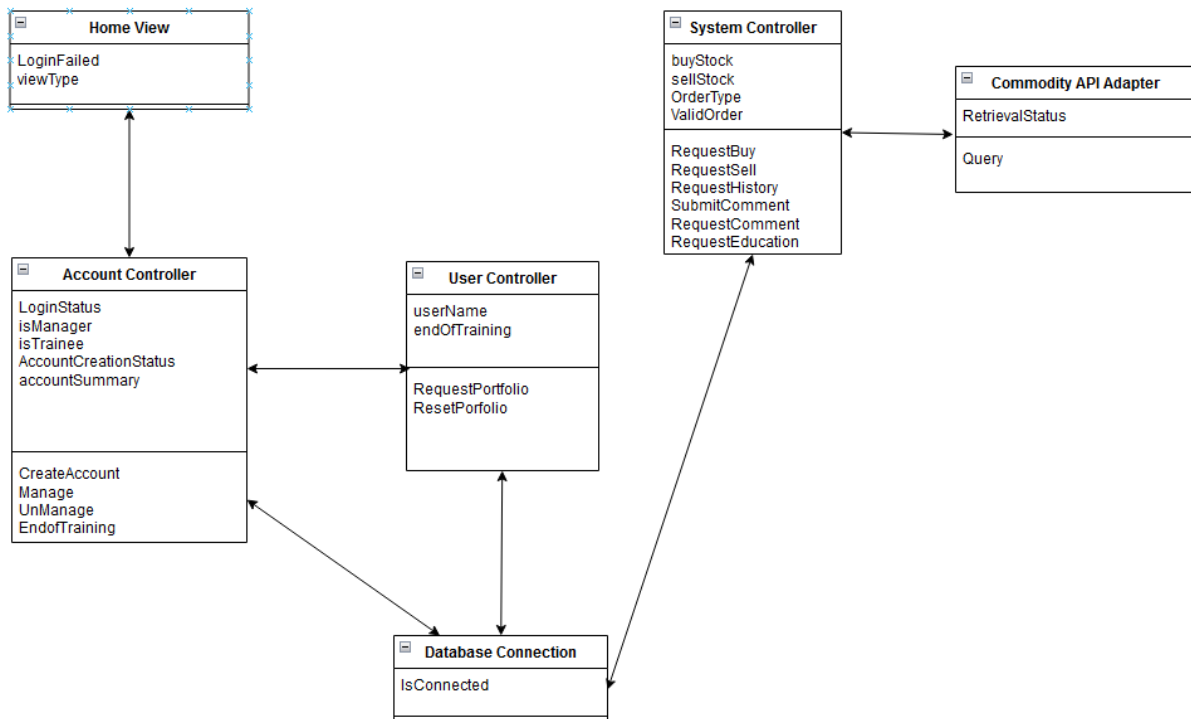 Home View
LoginFailed
viewType
System Controller
buyStock
sellStock
OrderType
ValidOrder
RequestBuy
RequestSell
RequestHistory
SubmitComment
RequestComment
RequestEducation
Commodity API Adapter
RetrievalStatus
Query
Account Controller
LoginStatus
isManager
isTrainee
AccountCreationStatus
accountSummary
CreateAccount
Manage
UnManage
EndofTraining
User Controller
userName
endOfTraining
RequestPortfolio
ResetPorfolio
Database Connection
IsConnected